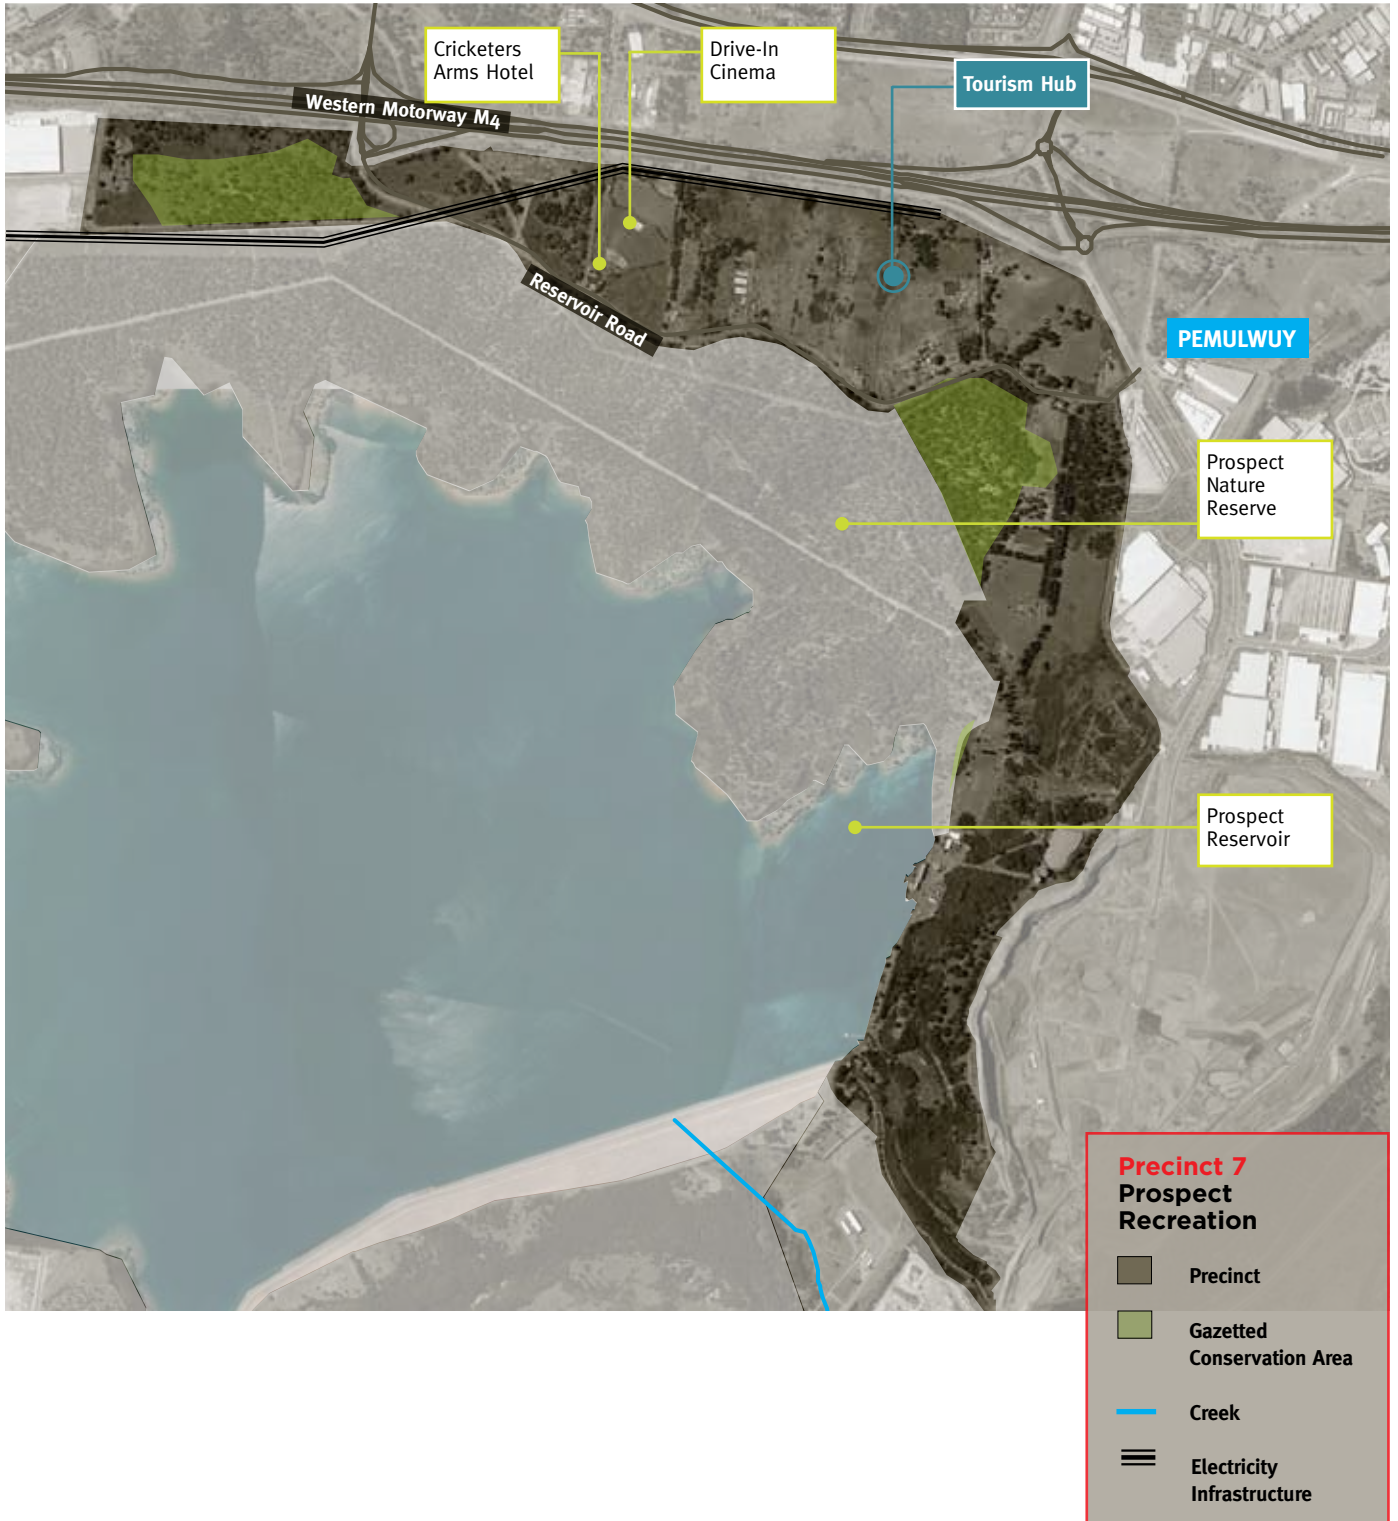 Cricketers
Arms Hotel
Drive-In
Cinema
Tourism Hub
Western Motorway M4
Reservoir Road
PEMULWUY
Prospect
Nature
Reserve
Prospect
Reservoir
Precinct 7
Prospect
Recreation
Precinct
Gazetted
Conservation Area
Creek
Electricity
Infrastructure